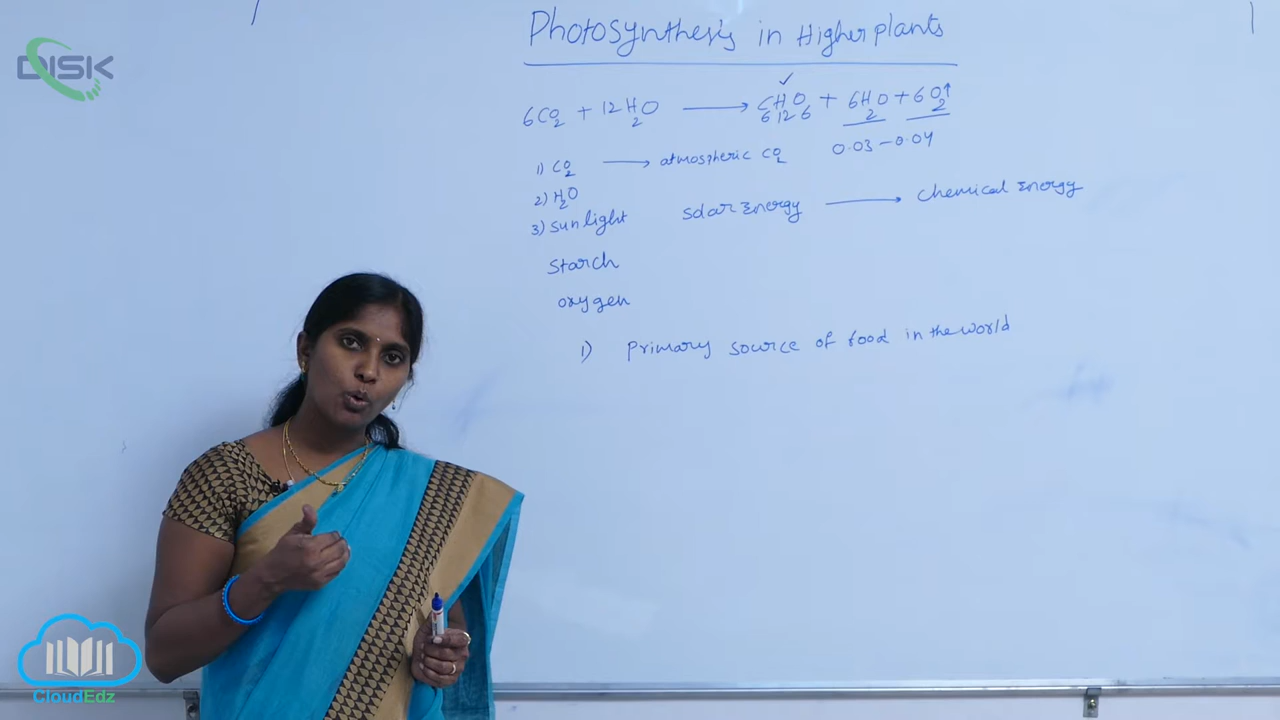 DISK
Photosynthesis in Higher plants
6CO2 + 12H2O ⟶ C6H12O6 + 6H2O + 6O2↑
0.03 – 0.04
1) CO2 ⟶ atmospheric CO2
2) H2O
3) sunlight solar Energy ⟶ chemical Energy
starch
oxygen
1) Primary source of food in the world
CloudEdz